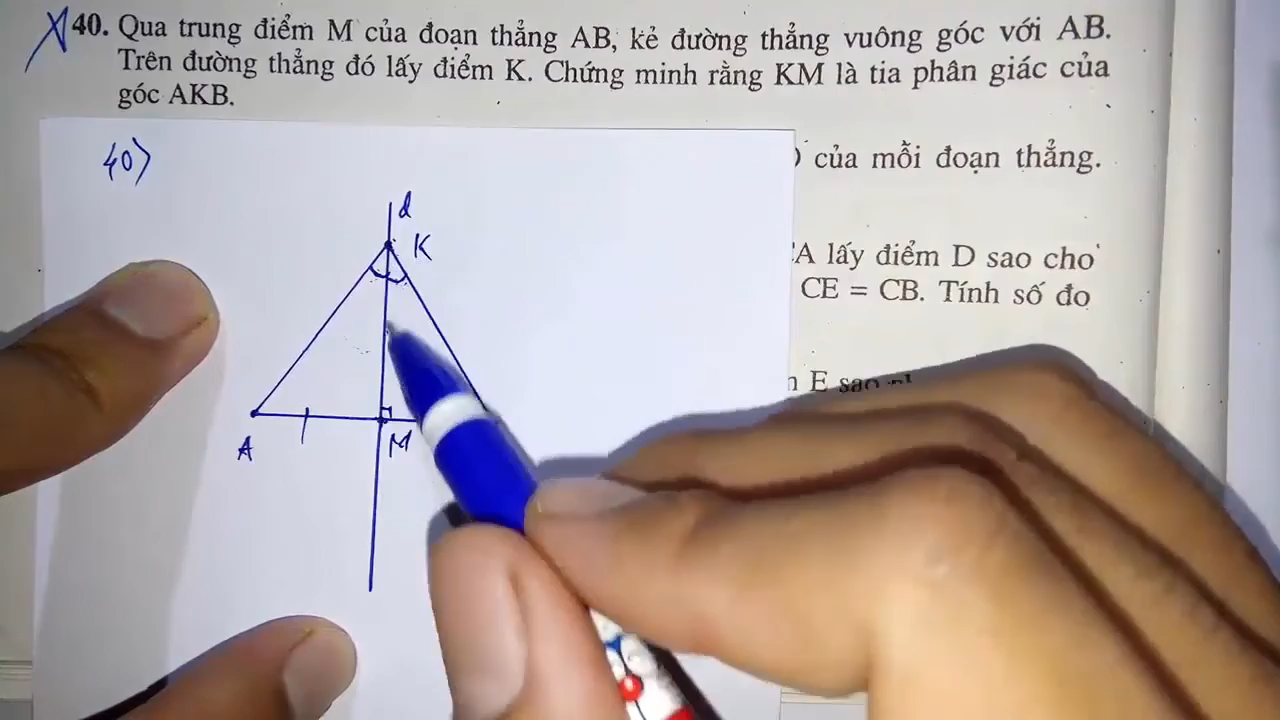 40. Qua trung điểm M của đoạn thẳng AB, kẻ đường thẳng vuông góc với AB.
Trên đường thẳng đó lấy điểm K. Chứng minh rằng KM là tia phân giác của
góc AKB.
40)
của mỗi đoạn thẳng.
d
K
A lấy điểm D sao cho
CE = CB. Tính số đo
E sao
A
M